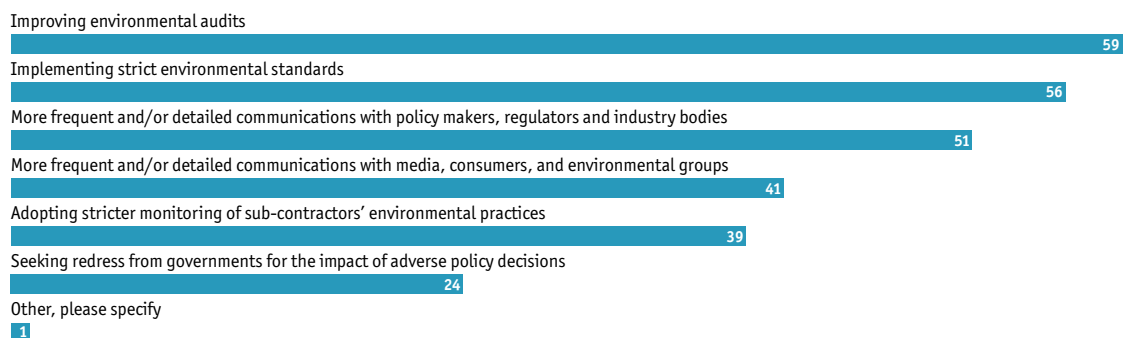 Improving environmental audits
59
Implementing strict environmental standards
56
More frequent and/or detailed communications with policy makers, regulators and industry bodies
51
More frequent and/or detailed communications with media, consumers, and environmental groups
41
Adopting stricter monitoring of sub-contractors’ environmental practices
39
Seeking redress from governments for the impact of adverse policy decisions
24
Other, please specify
1